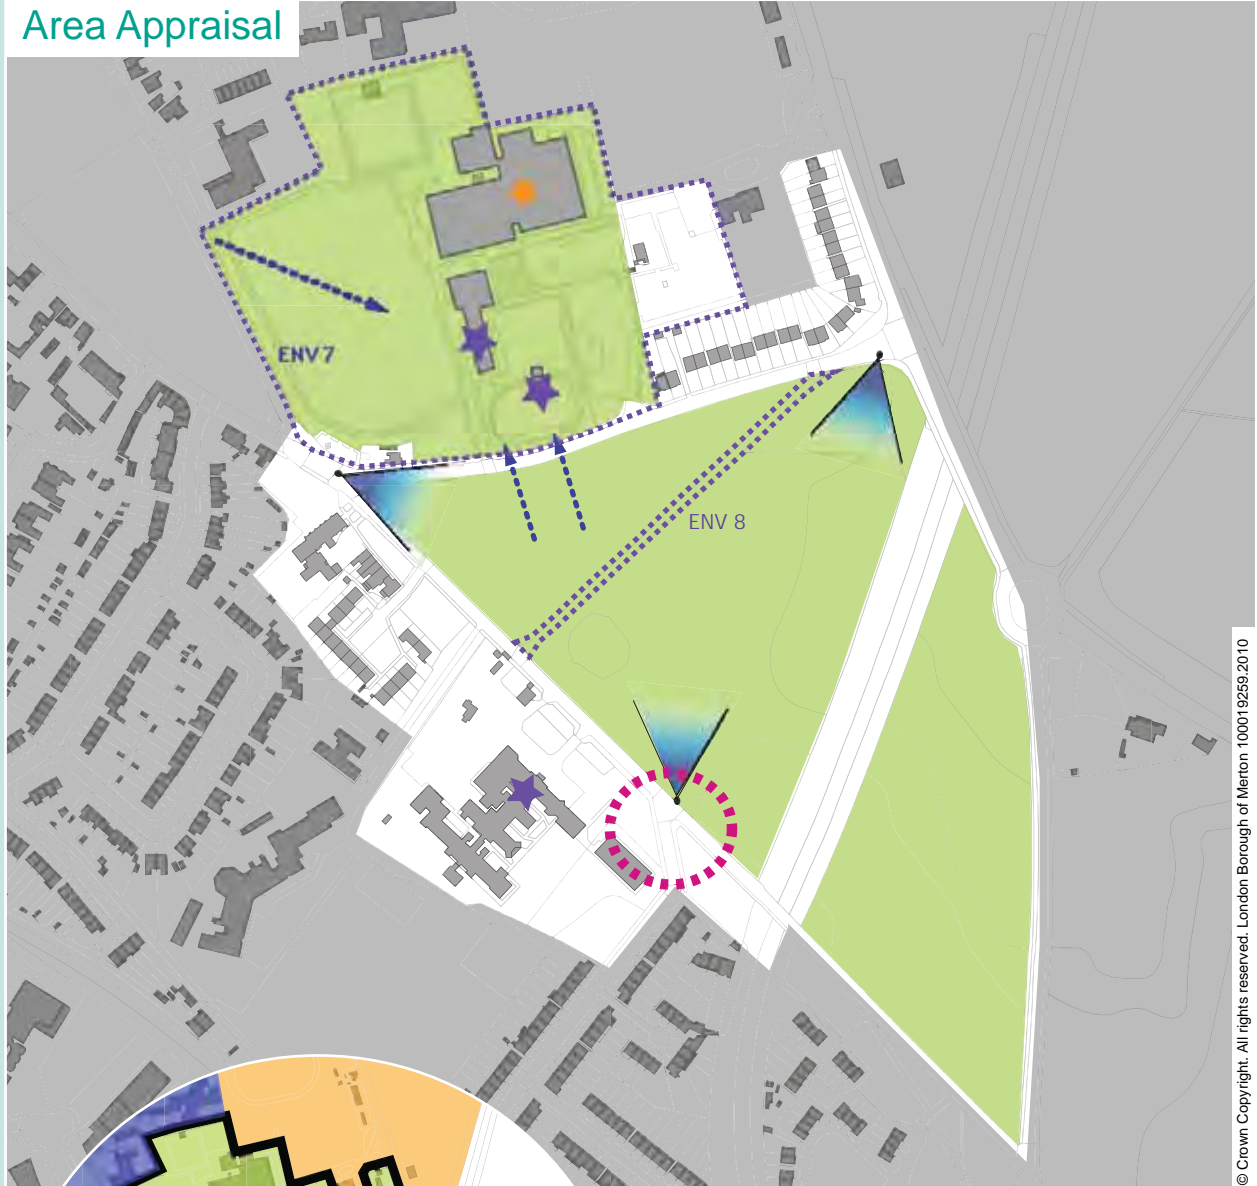 Area Appraisal
ENV 7
ENV 8
© Crown Copyright. All rights reserved. London Borough of Merton 100019259.2010